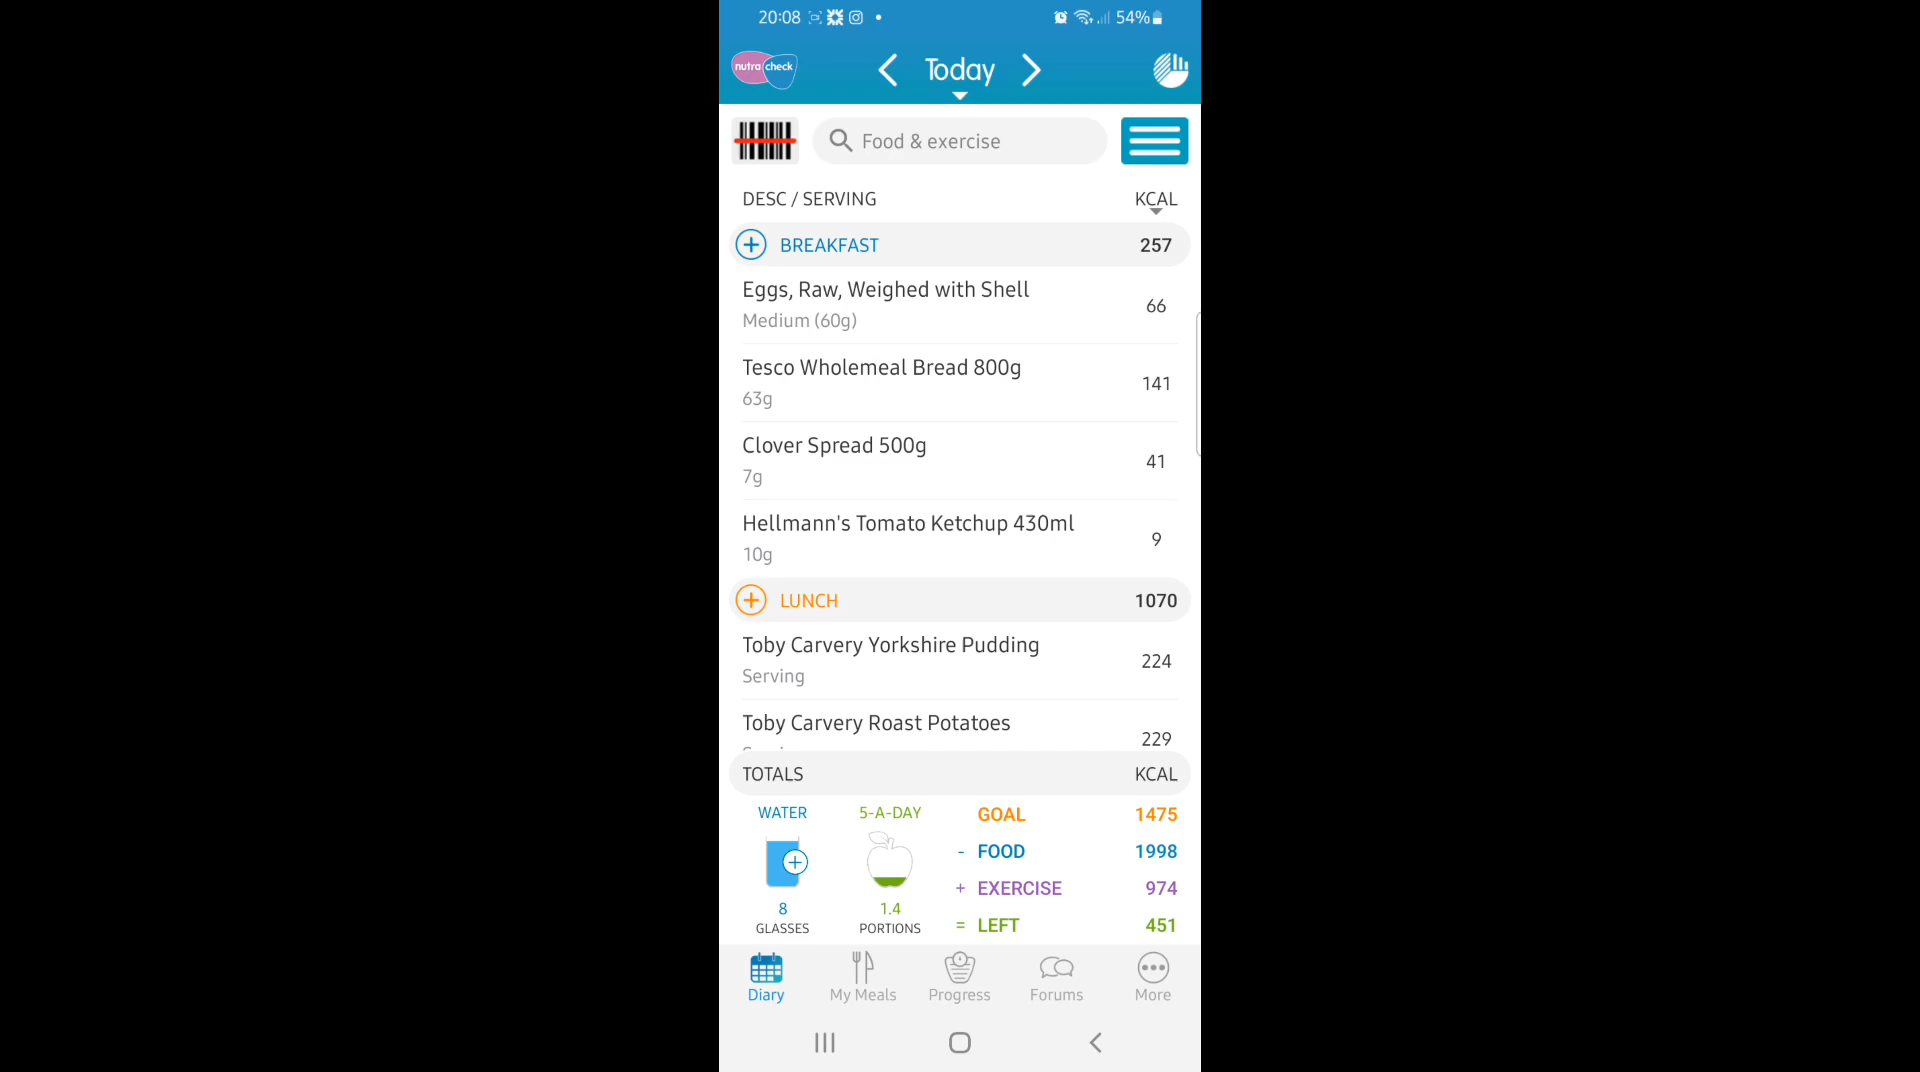 20:08
54%
nutra check
Today
Food & exercise
DESC / SERVING KCAL
BREAKFAST 257
Eggs, Raw, Weighed with Shell
66
Medium (60g)
Tesco Wholemeal Bread 800g
141
63g
Clover Spread 500g
41
7g
Hellmann's Tomato Ketchup 430ml
9
10g
LUNCH 1070
Toby Carvery Yorkshire Pudding
224
Serving
Toby Carvery Roast Potatoes
229
TOTALS KCAL
WATER 5-A-DAY GOAL 1475
- FOOD 1998
+ EXERCISE 974
8 1.4
GLASSES PORTIONS = LEFT 451
Diary My Meals Progress Forums More